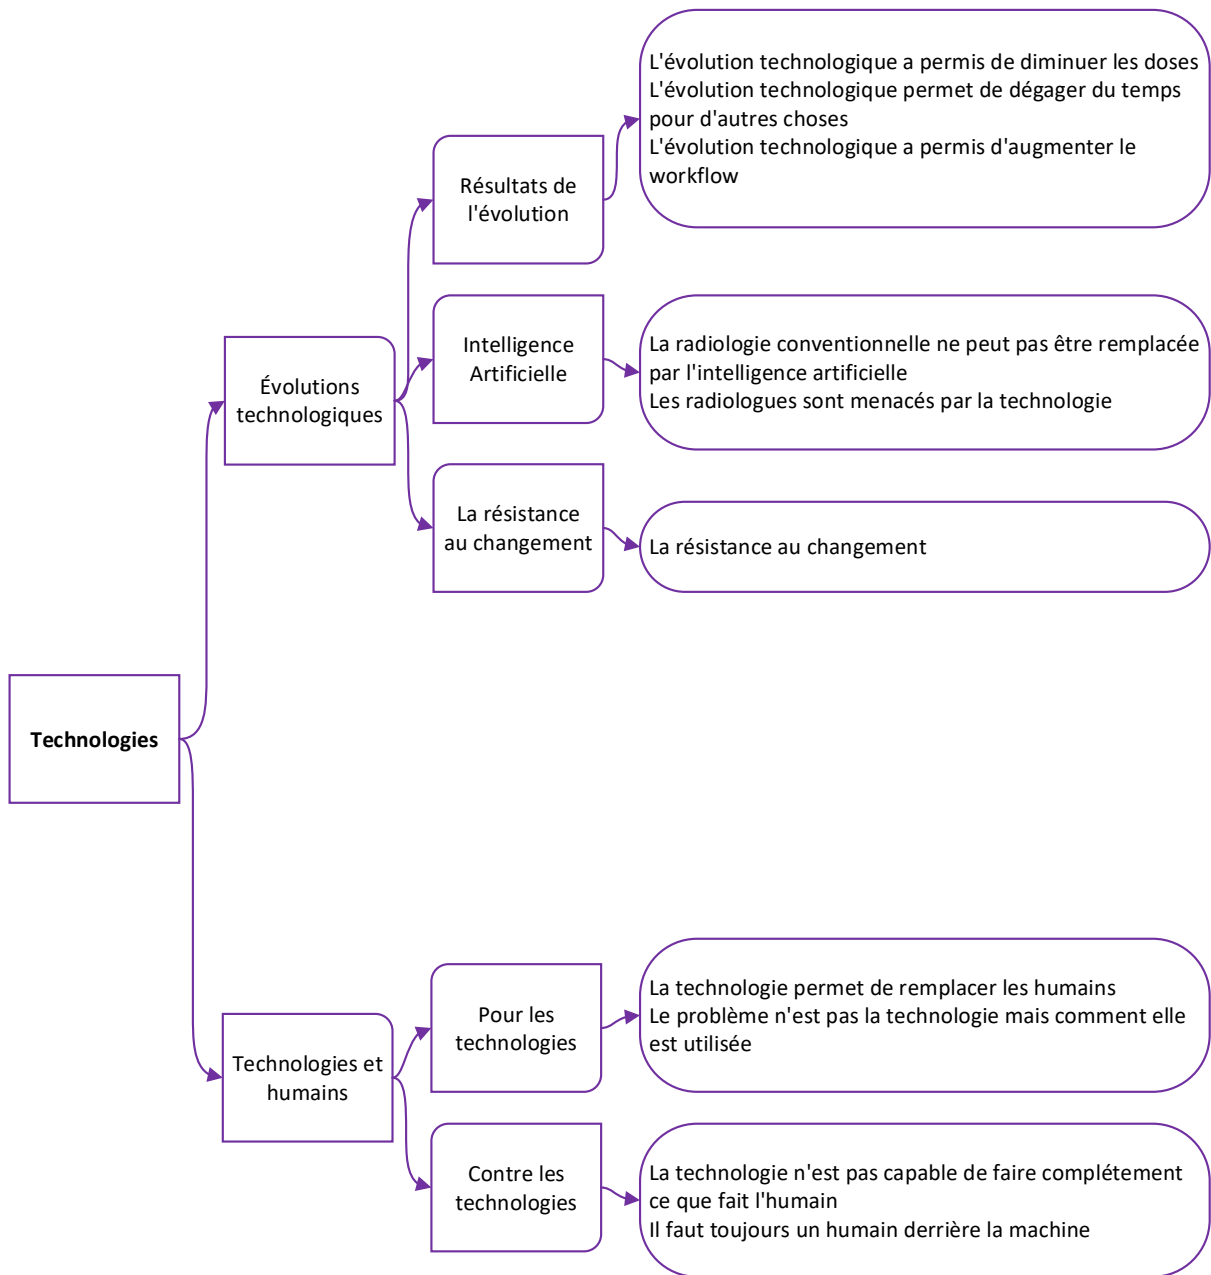 L'évolution technologique a permis de diminuer les doses
L'évolution technologique permet de dégager du temps
pour d'autres choses
L'évolution technologique a permis d'augmenter le
workflow
Résultats de
l'évolution
Intelligence
Artificielle
La radiologie conventionnelle ne peut pas être remplacée
par l'intelligence artificielle
Les radiologues sont menacés par la technologie
Évolutions
technologiques
La résistance
au changement
La résistance au changement
Technologies
La technologie permet de remplacer les humains
Le problème n'est pas la technologie mais comment elle
est utilisée
Pour les
technologies
Technologies et
humains
Contre les
technologies
La technologie n'est pas capable de faire complétement
ce que fait l'humain
Il faut toujours un humain derrière la machine